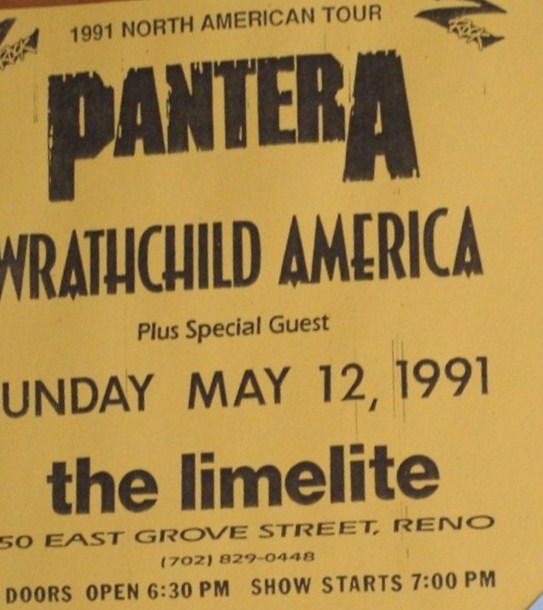 1991 NORTH AMERICAN TOUR
PANTERA
WRATHCHILD AMERICA
Plus Special Guest
UNDAY MAY 12, 1991
the limelite
50 EAST GROVE STREET, RENO
(702) 829-0448
DOORS OPEN 6:30 PM SHOW STARTS 7:00 PM